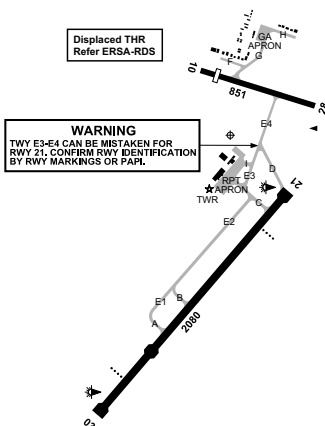 Displaced THR
Refer ERSA-RDS
GA
APRON
H
G
F
10
851
28
E4
WARNING
TWY E3-E4 CAN BE MISTAKEN FOR
RWY 21. CONFIRM RWY IDENTIFICATION
BY RWY MARKINGS OR PAPI.
I
D
E3
RPT
APRON
21
TWR
C
E2
E1
B
A
2080
03